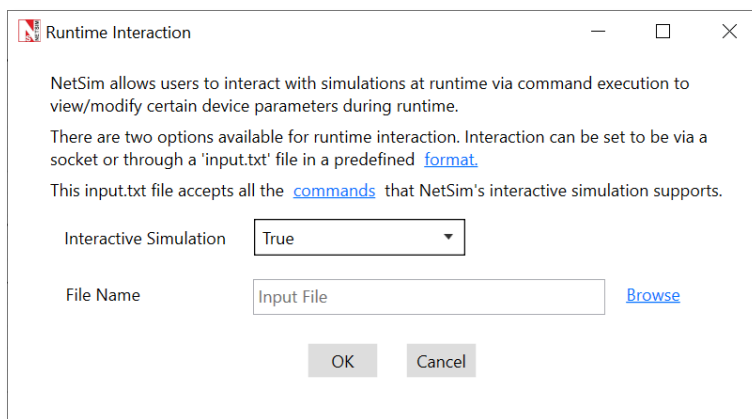 NETSIM
Runtime Interaction
NetSim allows users to interact with simulations at runtime via command execution to
view/modify certain device parameters during runtime.
There are two options available for runtime interaction. Interaction can be set to be via a
socket or through a 'input.txt' file in a predefined format.
This input.txt file accepts all the commands that NetSim's interactive simulation supports.
Interactive Simulation True
File Name Input File Browse
OK Cancel